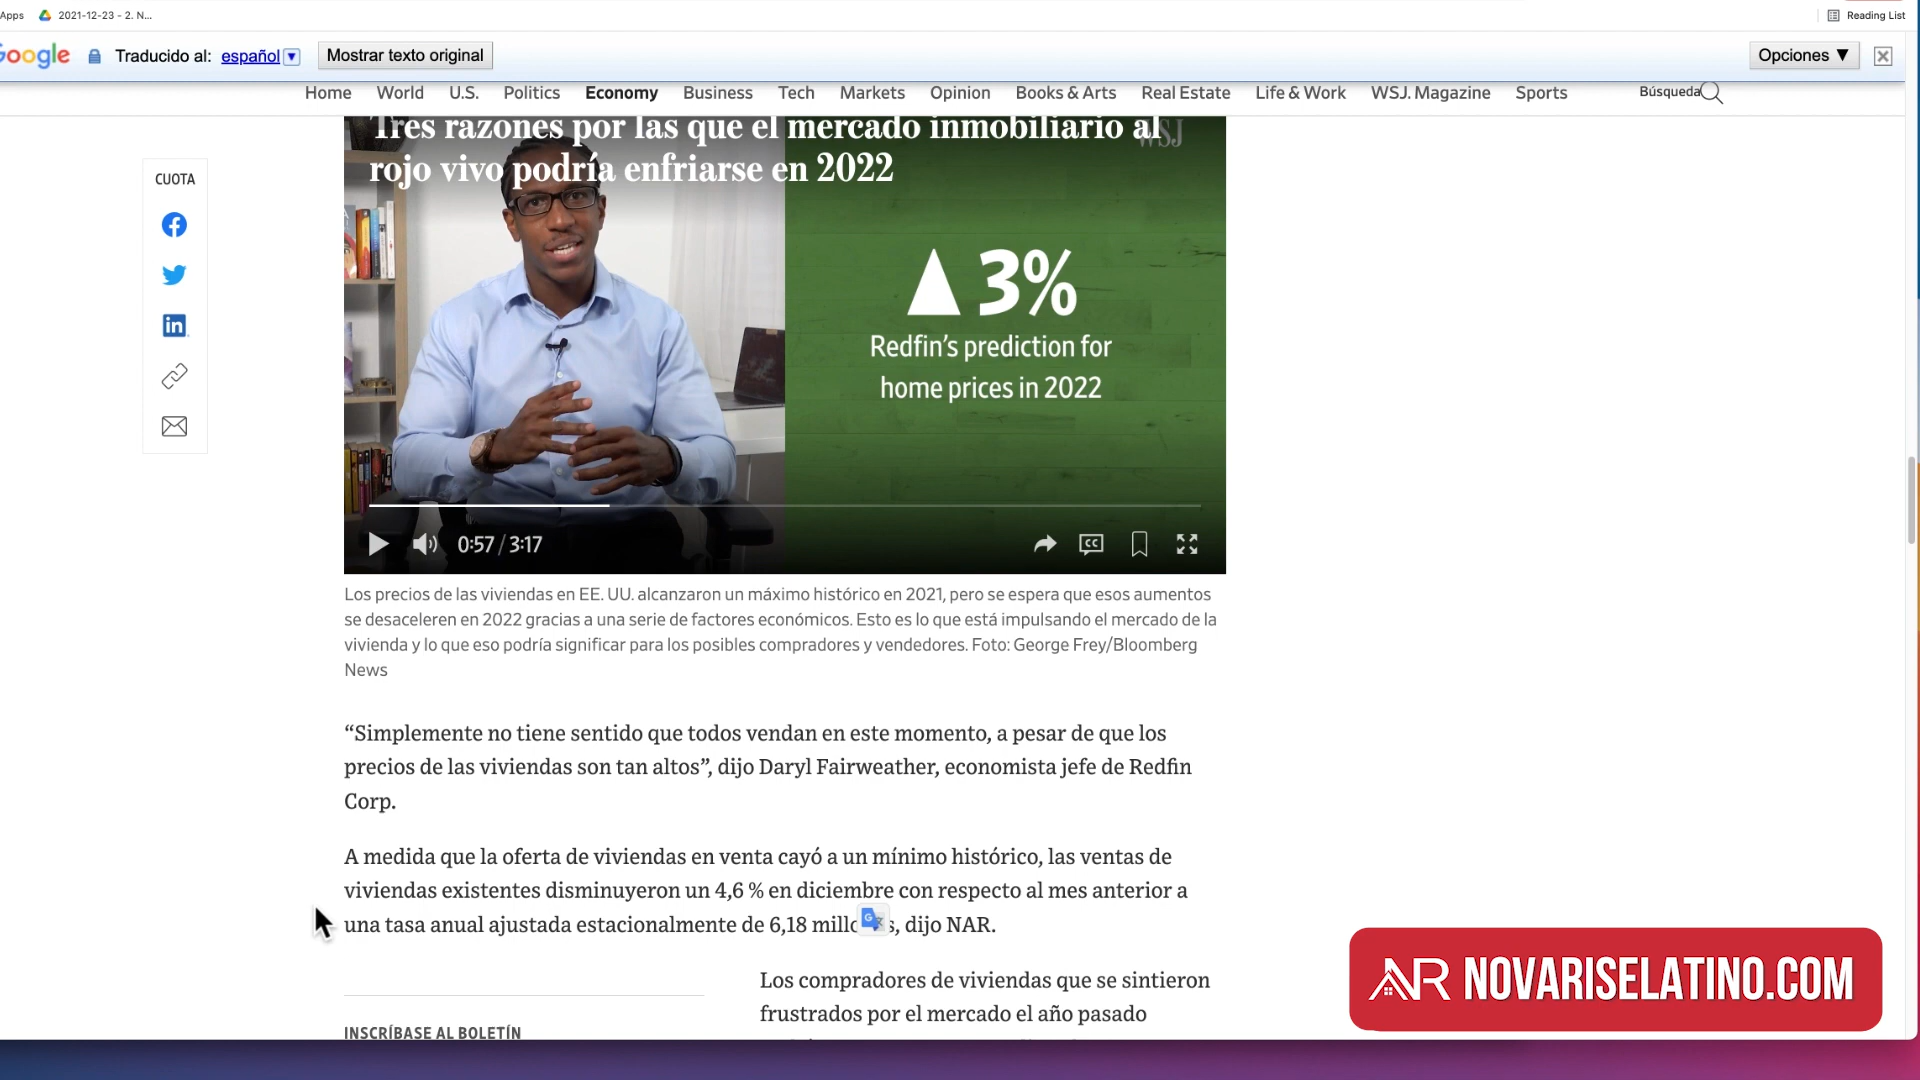 Apps
2021-12-23 - 2. N...
Reading List
Google
Traducido al: español
Mostrar texto original
Opciones ▼
Home World U.S. Politics Economy Business Tech Markets Opinion Books & Arts Real Estate Life & Work WSJ. Magazine Sports
Búsqueda
Tres razones por las que el mercado inmobiliario al
rojo vivo podría enfriarse en 2022
WSJ
CUOTA
▲3%
Redfin's prediction for
home prices in 2022
0:57 / 3:17
CC
Los precios de las viviendas en EE. UU. alcanzaron un máximo histórico en 2021, pero se espera que esos aumentos
se desaceleren en 2022 gracias a una serie de factores económicos. Esto es lo que está impulsando el mercado de la
vivienda y lo que eso podría significar para los posibles compradores y vendedores. Foto: George Frey/Bloomberg
News
“Simplemente no tiene sentido que todos vendan en este momento, a pesar de que los
precios de las viviendas son tan altos”, dijo Daryl Fairweather, economista jefe de Redfin
Corp.
A medida que la oferta de viviendas en venta cayó a un mínimo histórico, las ventas de
viviendas existentes disminuyeron un 4,6 % en diciembre con respecto al mes anterior a
una tasa anual ajustada estacionalmente de 6,18 millones, dijo NAR.
Los compradores de viviendas que se sintieron
frustrados por el mercado el año pasado
INSCRÍBASE AL BOLETÍN
NR NOVARISELATINO.COM